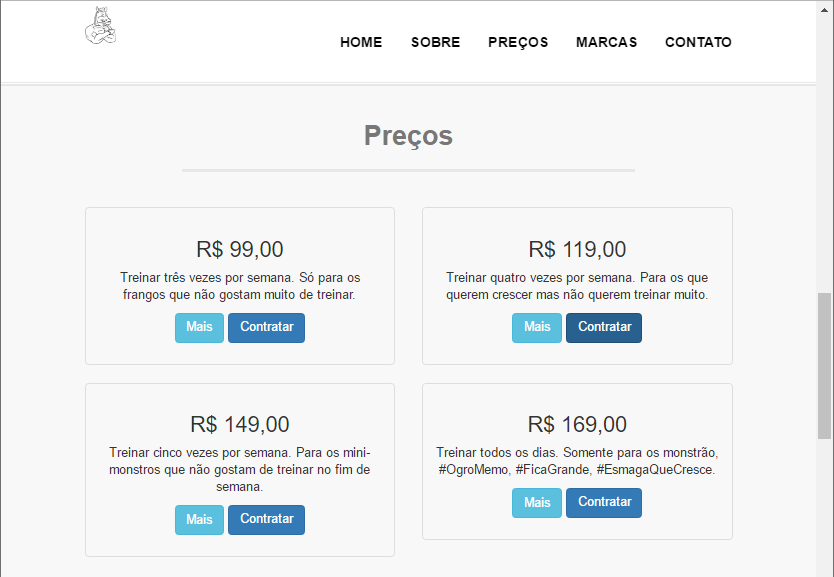 HOME SOBRE PREÇOS MARCAS CONTATO
Preços
R$ 99,00
Treinar três vezes por semana. Só para os
frangos que não gostam muito de treinar.
Mais Contratar
R$ 119,00
Treinar quatro vezes por semana. Para os que
querem crescer mas não querem treinar muito.
Mais Contratar
R$ 149,00
Treinar cinco vezes por semana. Para os mini-
monstros que não gostam de treinar no fim de
semana.
Mais Contratar
R$ 169,00
Treinar todos os dias. Somente para os monstrão,
#OgroMemo, #FicaGrande, #EsmagaQueCresce.
Mais Contratar